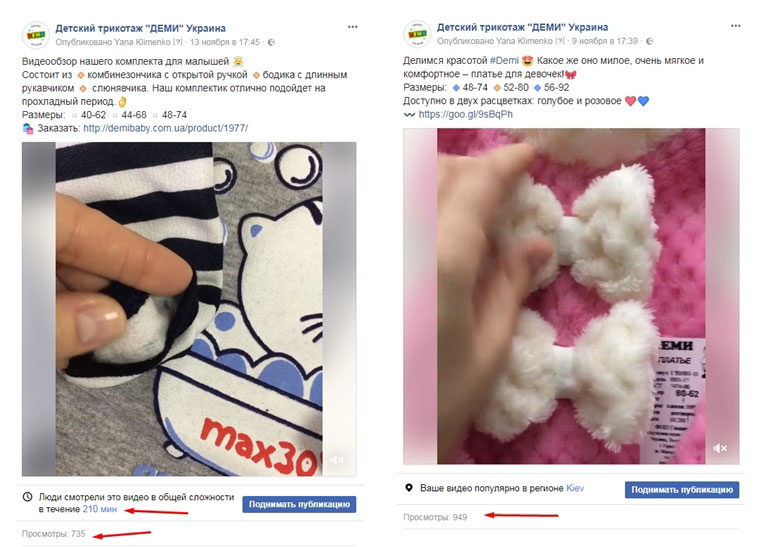 Детский трикотаж "ДЕМИ" Украина
Опубликовано Yana Klimenko [?] · 13 ноября в 17:45 ·
Видеообзор нашего комплекта для малышей
Состоит из 🔸комбинезончика с открытой ручкой 🔸бодика с длинным
рукавчиком 🔸слюнявчика. Наш комплектик отлично подойдет на
прохладный период.👌
Размеры: ▫40-62 ▫44-68 ▫48-74
🛍 Заказать: http://demibaby.com.ua/product/1977/
max30
Люди смотрели это видео в общей сложности
в течение 210 мин
Поднимать публикацию
Просмотры: 735
Детский трикотаж "ДЕМИ" Украина
Опубликовано Yana Klimenko [?] · 9 ноября в 17:39 ·
Делимся красотой #Demi 😍 Какое же оно милое, очень мягкое и
комфортное – платье для девочек!🎀
Размеры: 🔹48-74 🔸52-80 🔹56-92
Доступно в двух расцветках: голубое и розовое ❤💙
〰 https://goo.gl/9sBqPh
ДЕМИ
ПЛАТЬЕ
80-52
Ваше видео популярно в регионе Kiev
Поднимать публикацию
Просмотры: 949